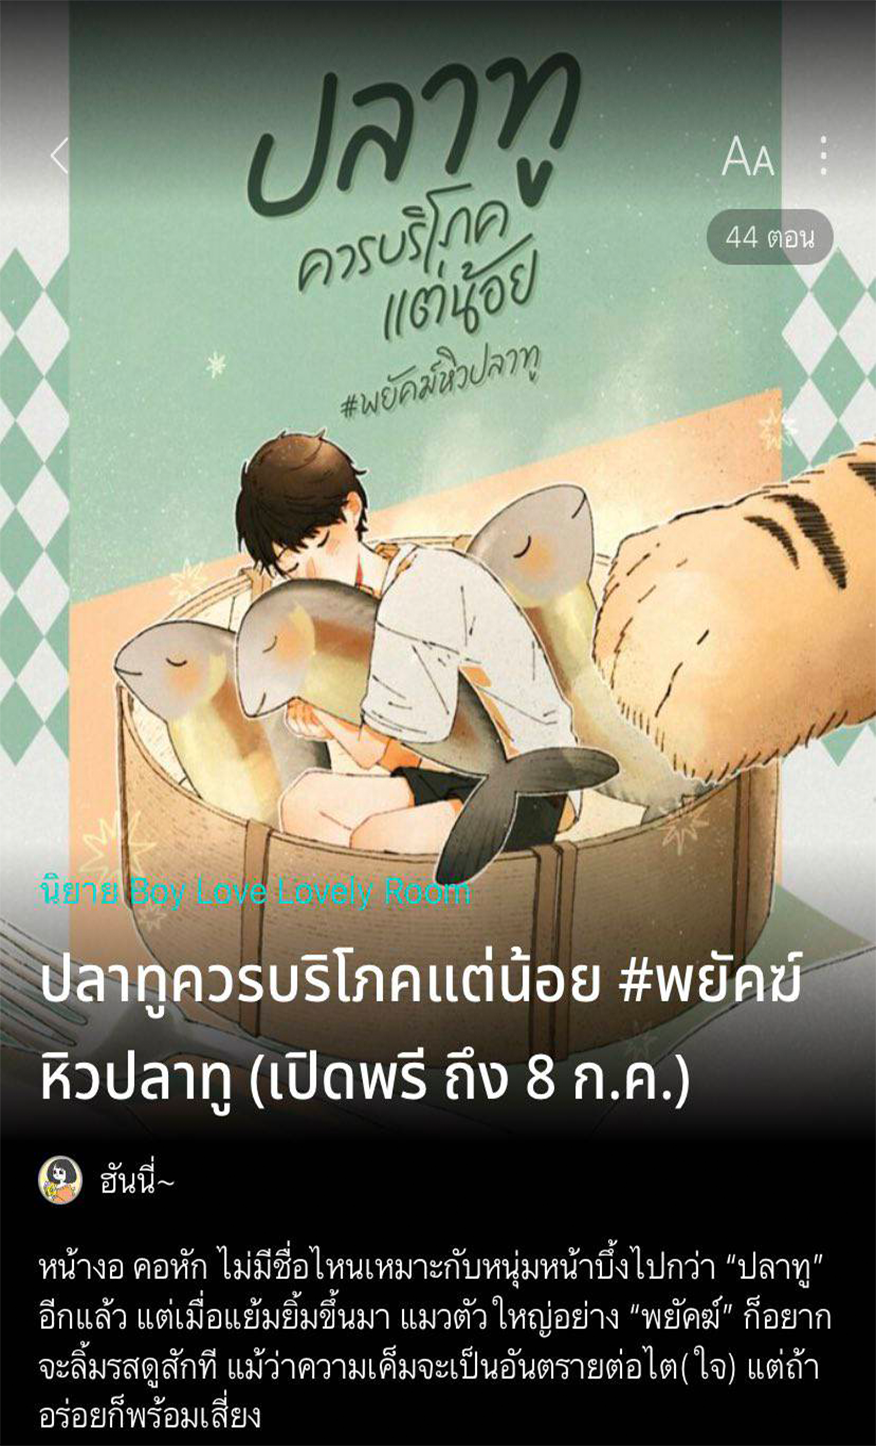 ปลาทู
ควรบริโภค
แต่น้อย
#พยัคฆ์หิวปลาทู
AA
44 ตอน
นิยาย Boy Love Lovely Room
ปลาทูควรบริโภคแต่น้อย #พยัคฆ์
หิวปลาทู (เปิดพรี ถึง 8 ก.ค.)
ฮันนี่~
หน้างอ คอหัก ไม่มีชื่อไหนเหมาะกับหนุ่มหน้าบึ้งไปกว่า “ปลาทู”
อีกแล้ว แต่เมื่อแย้มยิ้มขึ้นมา แมวตัวใหญ่อย่าง “พยัคฆ์” ก็อยาก
จะลิ้มรสดูสักที แม้ว่าความเค็มจะเป็นอันตรายต่อไต(ใจ) แต่ถ้า
อร่อยก็พร้อมเสี่ยง